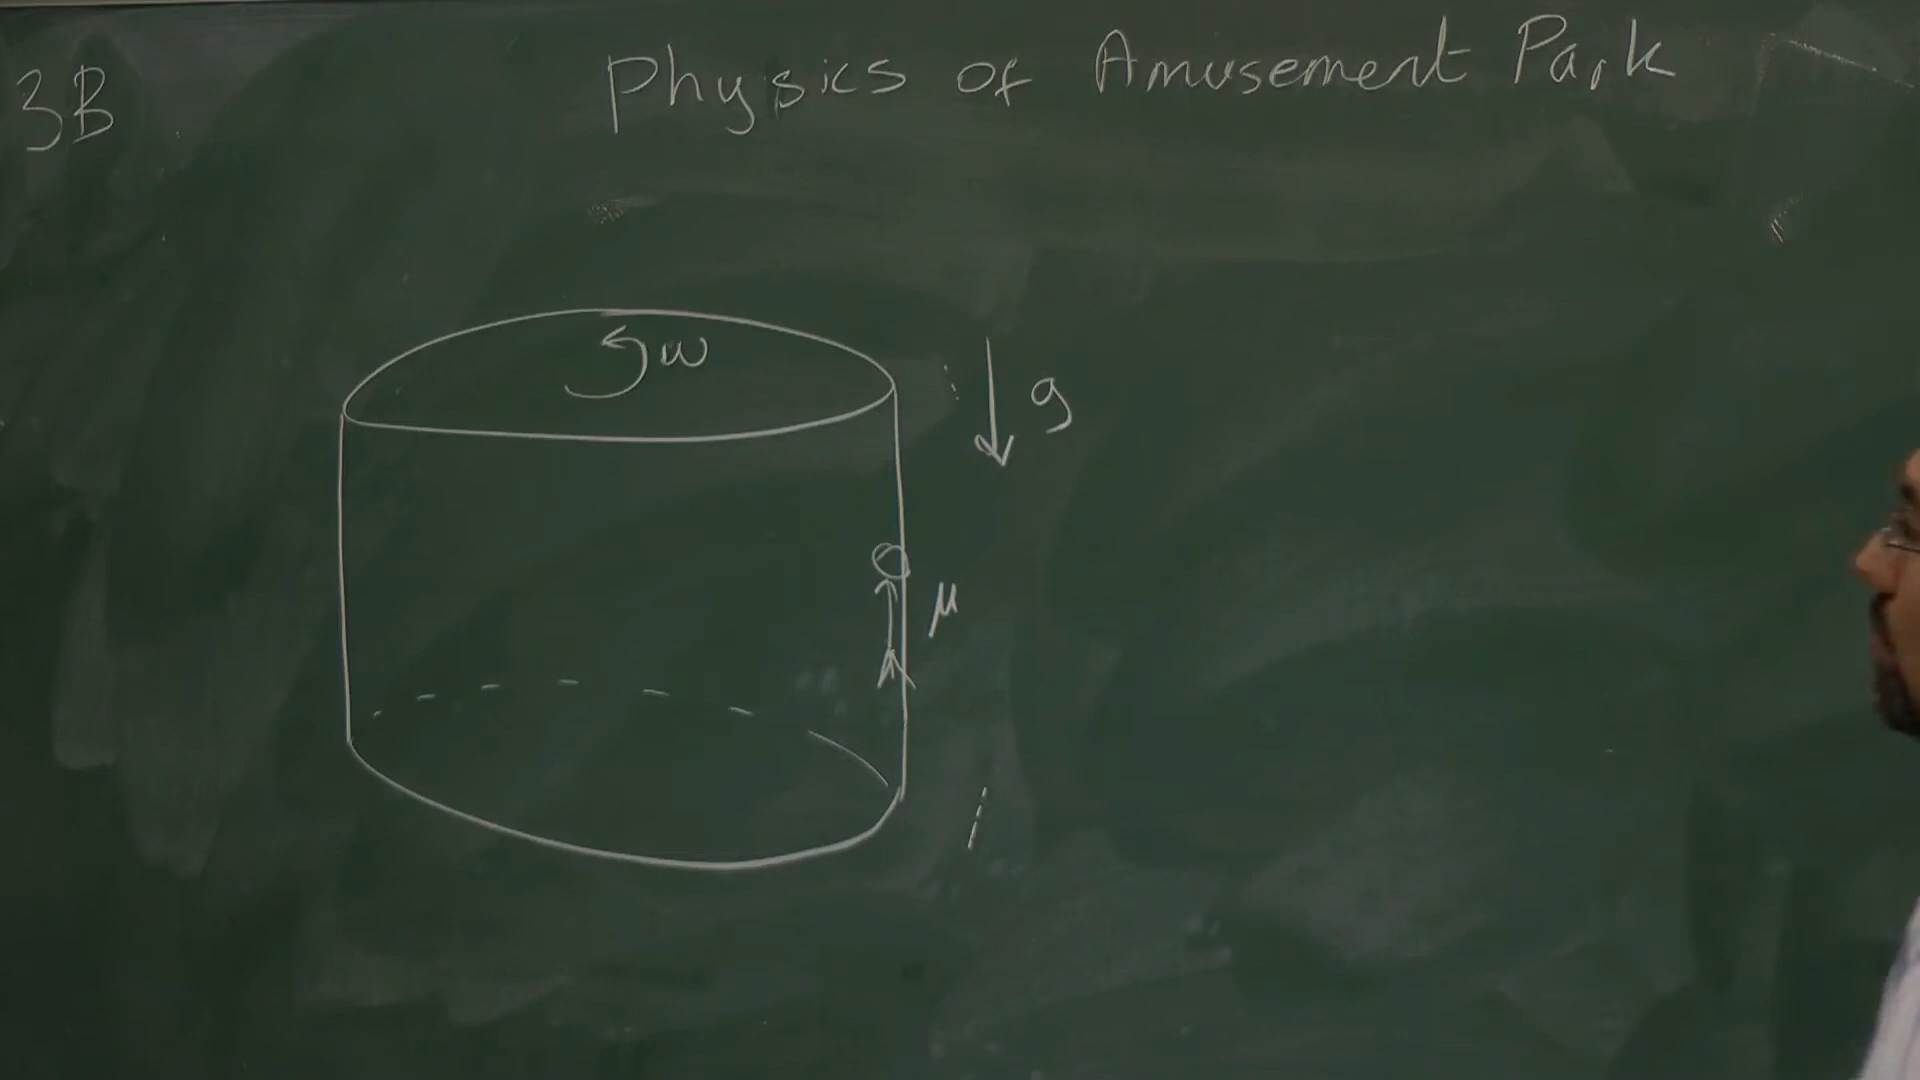 3B
Physics of Amusement Park
ω
g
μ